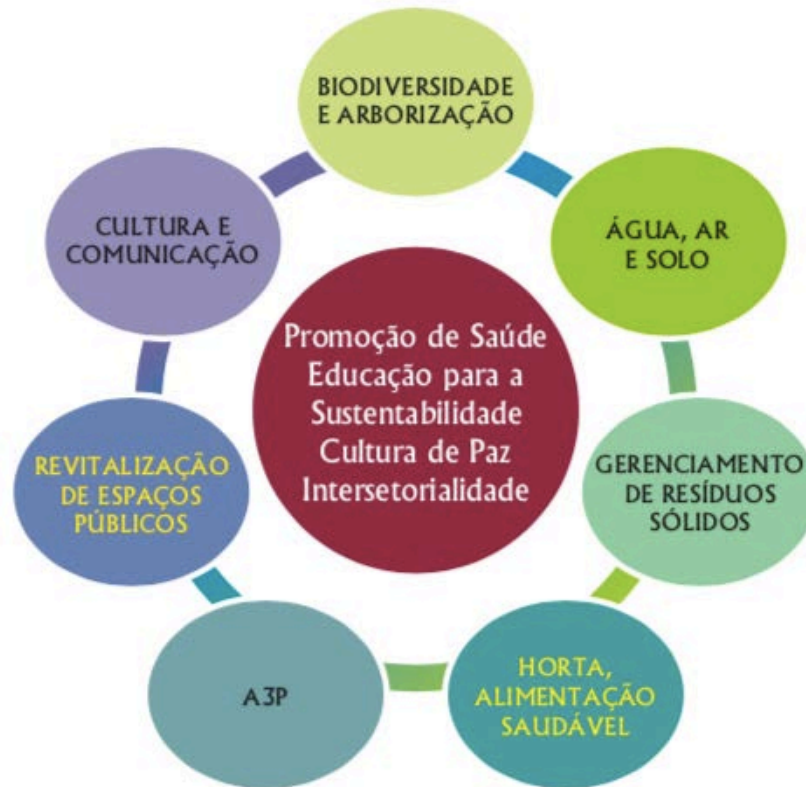 BIODIVERSIDADE
E ARBORIZAÇÃO
ÁGUA, AR
E SOLO
GERENCIAMENTO
DE RESÍDUOS
SÓLIDOS
HORTA,
ALIMENTAÇÃO
SAUDÁVEL
A3P
REVITALIZAÇÃO
DE ESPAÇOS
PÚBLICOS
CULTURA E
COMUNICAÇÃO
Promoção de Saúde
Educação para a
Sustentabilidade
Cultura de Paz
Intersetorialidade